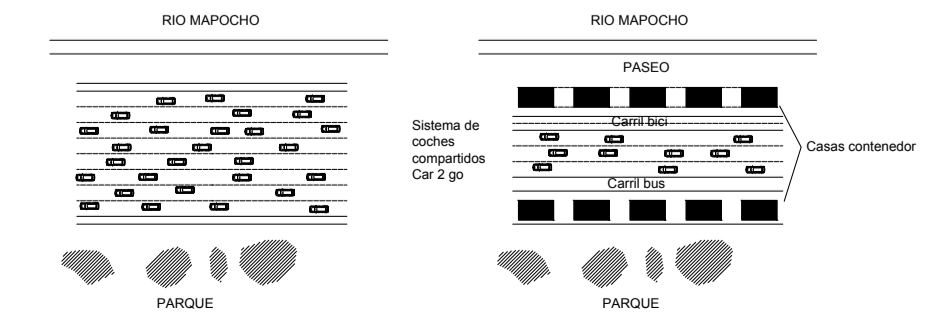 RIO MAPOCHO
PARQUE
RIO MAPOCHO
PASEO
Carril bici
Sistema de
coches
compartidos
Car 2 go
Casas contenedor
Carril bus
PARQUE